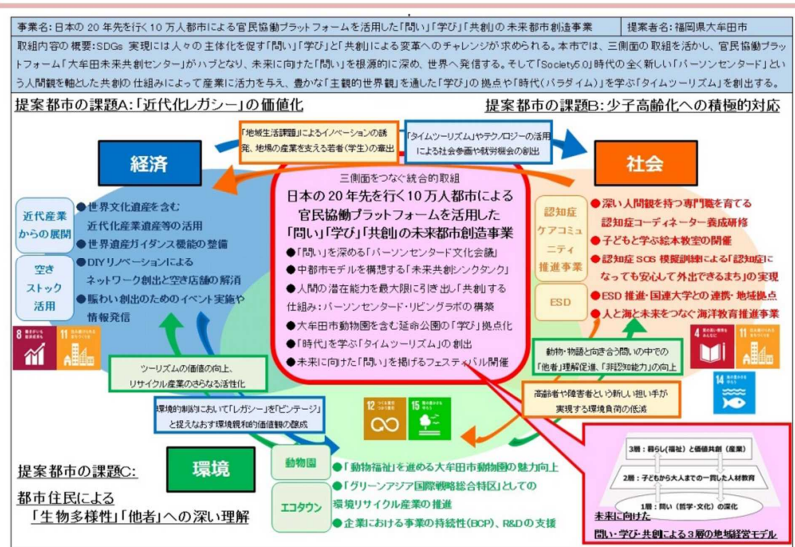 事業名:日本の20年先を行く10万人都市による官民協働プラットフォームを活用した「問い」「学び」「共創」の未来都市創造事業
提案者名:福岡県大牟田市
取組内容の概要:SDGs 実現には人々の主体化を促す「問い」「学び」と「共創」による変革へのチャレンジが求められる。本市では、三側面の取組を活かし、官民協働プラッ
トフォーム「大牟田未来共創センター」がハブとなり、未来に向けた「問い」を根源的に深め、世界へ発信する。そして「Society5.0」時代の全く新しい「パーソンセンタード」とい
う人間観を軸とした共創の仕組みによって産業に活力を与え、豊かな「主観的世界観」を通した「学び」の拠点や「時代(パラダイム)」を学ぶ「タイムツーリズム」を創出する。
提案都市の課題A:「近代化レガシー」の価値化
提案都市の課題B:少子高齢化への積極的対応
「地域生活課題」によるイノベーションの誘
発、地場の産業を支える若者(学生)の輩出
「タイムツーリズム」やテクノロジーの活用
による社会参画や就労機会の創出
経済
社会
近代産業
からの展開
●世界文化遺産を含む
近代化産業遺産等の活用
●世界遺産ガイダンス機能の整備
空き
ストック
活用
●DIYリノベーションによる
ネットワーク創出と空き店舗の解消
●賑わい創出のためのイベント実施や
情報発信
三側面をつなぐ統合的取組
日本の20年先を行く10万人都市による
官民協働プラットフォームを活用した
「問い」「学び」「共創」の未来都市創造事業
●「問い」を深める「パーソンセンタード文化会議」
●中都市モデルを構想する「未来共創シンクタンク」
●人間の潜在能力を最大限に引き出し「共創」する
仕組み:パーソンセンタード・リビングラボの構築
●大牟田市動物園を含む延命公園の「学び」拠点化
●「時代」を学ぶ「タイムツーリズム」の創出
●未来に向けた「問い」を掲げるフェスティバル開催
認知症
ケアコミュ
ニティ
推進事業
●深い人間観を持つ専門職を育てる
認知症コーディネーター養成研修
●子どもと学ぶ絵本教室の開催
●認知症SOS模擬訓練による「認知症に
なっても安心して外出できるまち」の実現
ESD
●ESD推進・国連大学との連携・地域拠点
●人と海と未来をつなぐ海洋教育推進事業
8
11
4
11
14
12
15
ツーリズムの価値の向上、
リサイクル産業のさらなる活性化
動物・物語と向き合う問いの中での
「他者」理解促進、「非認知能力」の向上
環境的制約において「レガシー」を「ビンテージ」
と捉えなおす環境親和的価値観の醸成
高齢者や障害者という新しい担い手が
実現する環境負荷の低減
提案都市の課題C:
都市住民による
「生物多様性」「他者」への深い理解
環境
動物園
●「動物福祉」を進める大牟田市動物園の魅力向上
エコタウン
●「グリーンアジア国際戦略総合特区」としての
環境リサイクル産業の推進
●企業における事業の持続性(BCP)、R&Dの支援
3層:暮らし(福祉)と価値共創(産業)
2層:子どもから大人までの一貫した人材教育
1層:問い(哲学・文化)の深化
未来に向けた
問い・学び・共創による3層の地域経営モデル